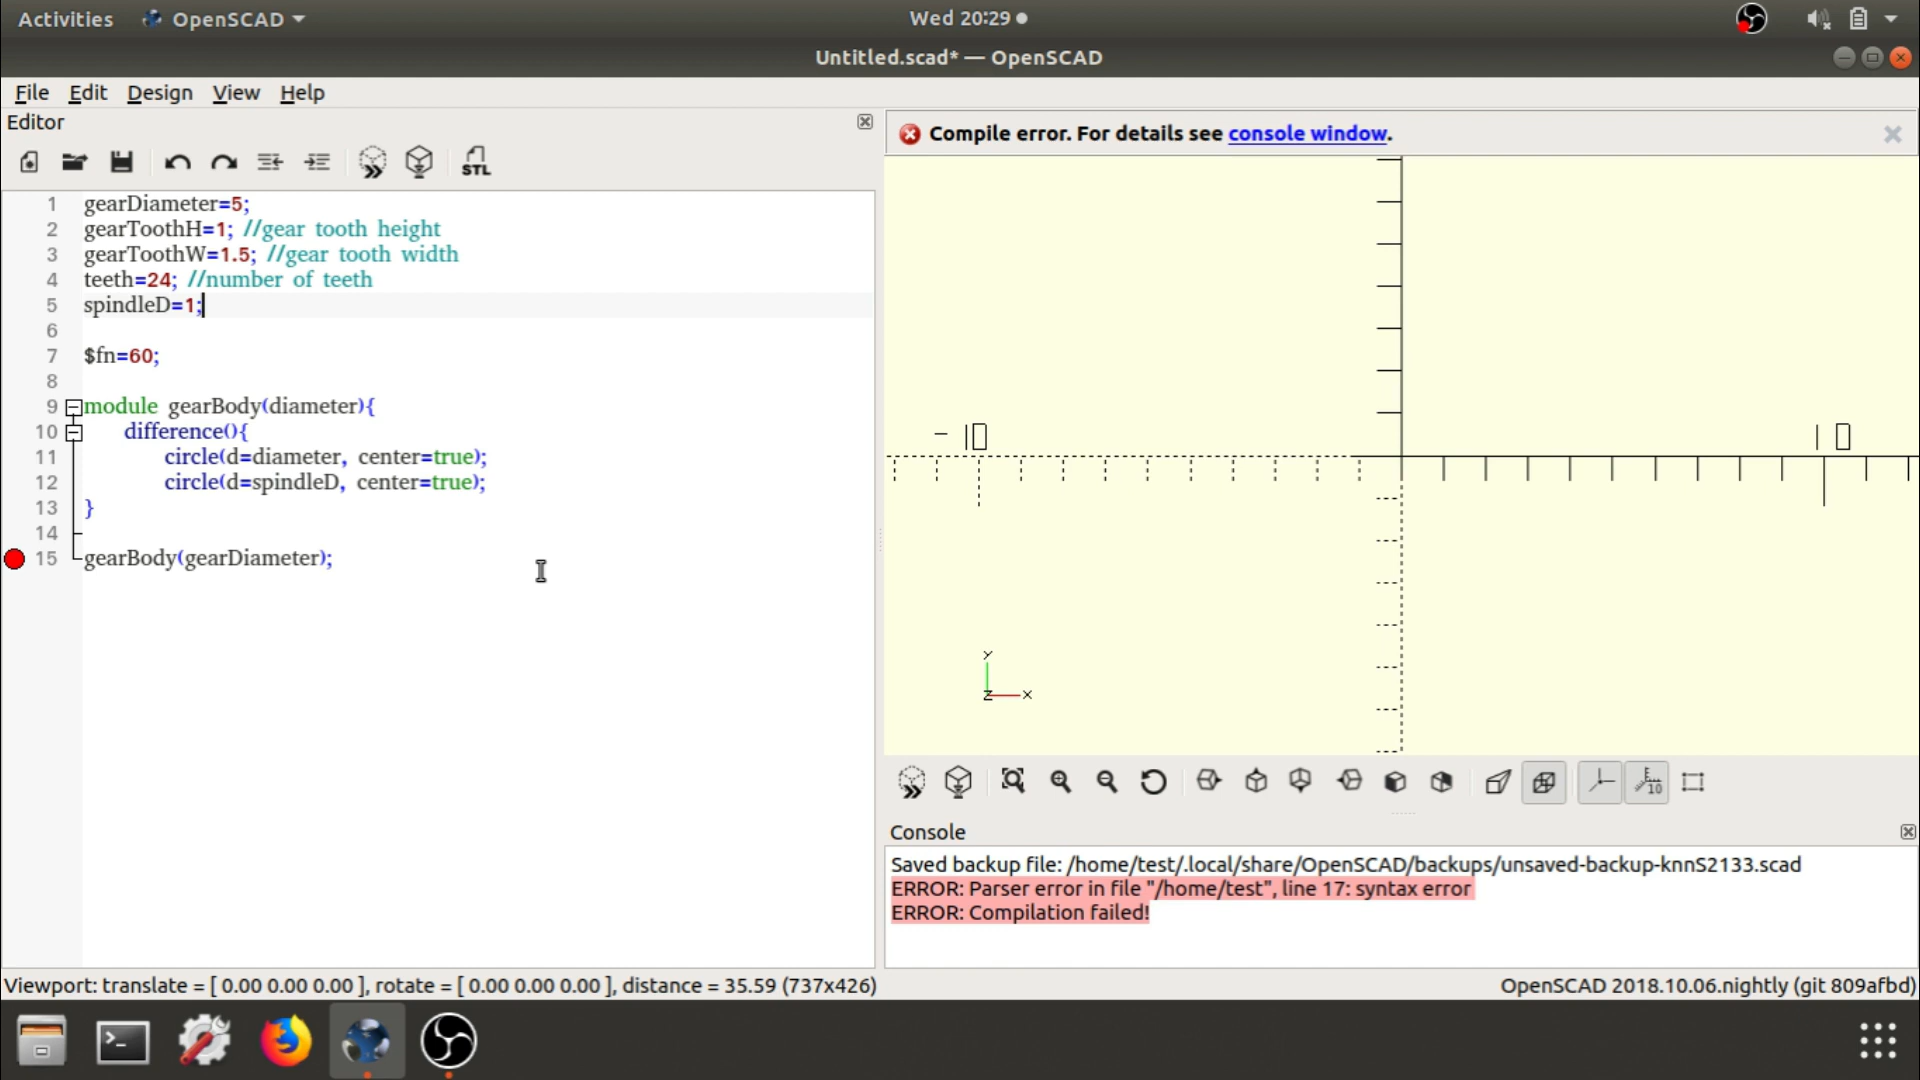 Activities OpenSCAD Wed 20:29
Untitled.scad* — OpenSCAD
File Edit Design View Help
Editor
STL
1 gearDiameter=5;
2 gearToothH=1; //gear tooth height
3 gearToothW=1.5; //gear tooth width
4 teeth=24; //number of teeth
5 spindleD=1;
6
7 $fn=60;
8
9 module gearBody(diameter){
10 difference(){
11 circle(d=diameter, center=true);
12 circle(d=spindleD, center=true);
13 }
14
15 gearBody(gearDiameter);
Compile error. For details see console window.
-10
10
Y
Z X
10
Console
Saved backup file: /home/test/.local/share/OpenSCAD/backups/unsaved-backup-knnS2133.scad
ERROR: Parser error in file "/home/test", line 17: syntax error
ERROR: Compilation failed!
Viewport: translate = [ 0.00 0.00 0.00 ], rotate = [ 0.00 0.00 0.00 ], distance = 35.59 (737x426)
OpenSCAD 2018.10.06.nightly (git 809afbd)